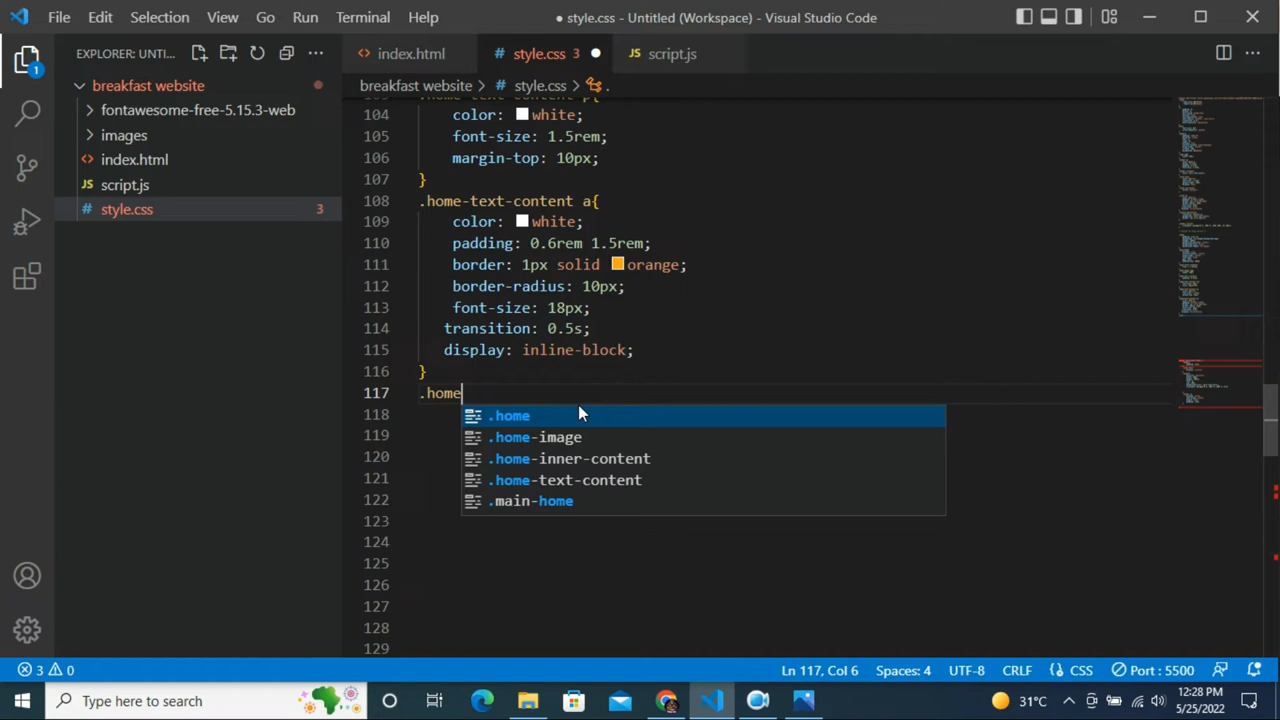 File Edit Selection View Go Run Terminal Help
● style.css - Untitled (Workspace) - Visual Studio Code
EXPLORER: UNTI...
breakfast website
fontawesome-free-5.15.3-web
images
index.html
script.js
style.css 3
1
index.html style.css 3 script.js
breakfast website > style.css > .
104 color: white;
105 font-size: 1.5rem;
106 margin-top: 10px;
107 }
108 .home-text-content a{
109 color: white;
110 padding: 0.6rem 1.5rem;
111 border: 1px solid orange;
112 border-radius: 10px;
113 font-size: 18px;
114 transition: 0.5s;
115 display: inline-block;
116 }
117 .home
118 .home
119 .home-image
120 .home-inner-content
121 .home-text-content
122 .main-home
123
124
125
126
127
128
129
3 0 Ln 117, Col 6 Spaces: 4 UTF-8 CRLF CSS Port : 5500
Type here to search
31°C
12:28 PM
5/25/2022